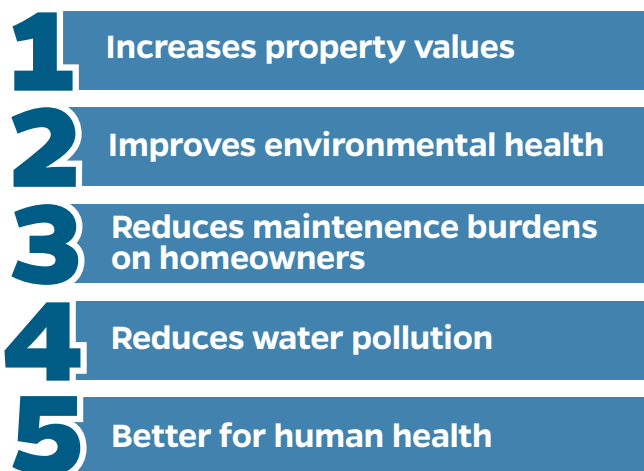 1 Increases property values
2 Improves environmental health
3 Reduces maintenence burdens
on homeowners
4 Reduces water pollution
5 Better for human health